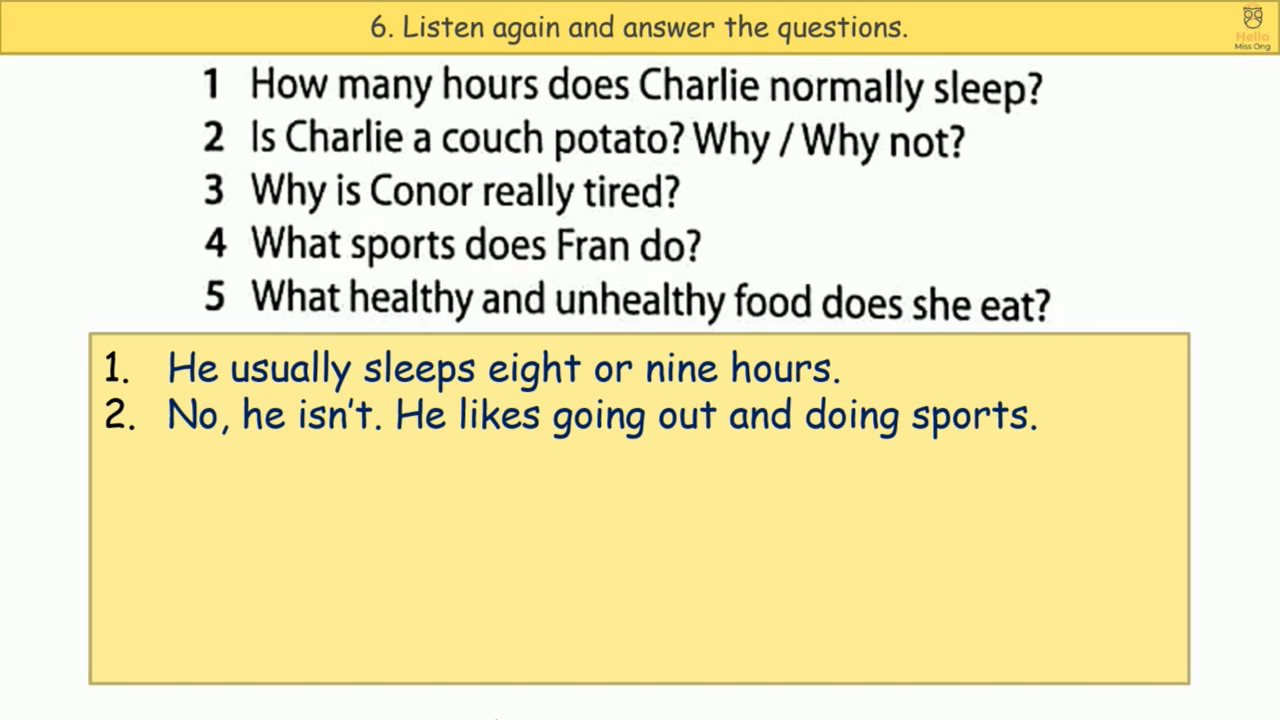 6. Listen again and answer the questions.
Hello
Miss Ong
1 How many hours does Charlie normally sleep?
2 Is Charlie a couch potato? Why / Why not?
3 Why is Conor really tired?
4 What sports does Fran do?
5 What healthy and unhealthy food does she eat?
1. He usually sleeps eight or nine hours.
2. No, he isn't. He likes going out and doing sports.